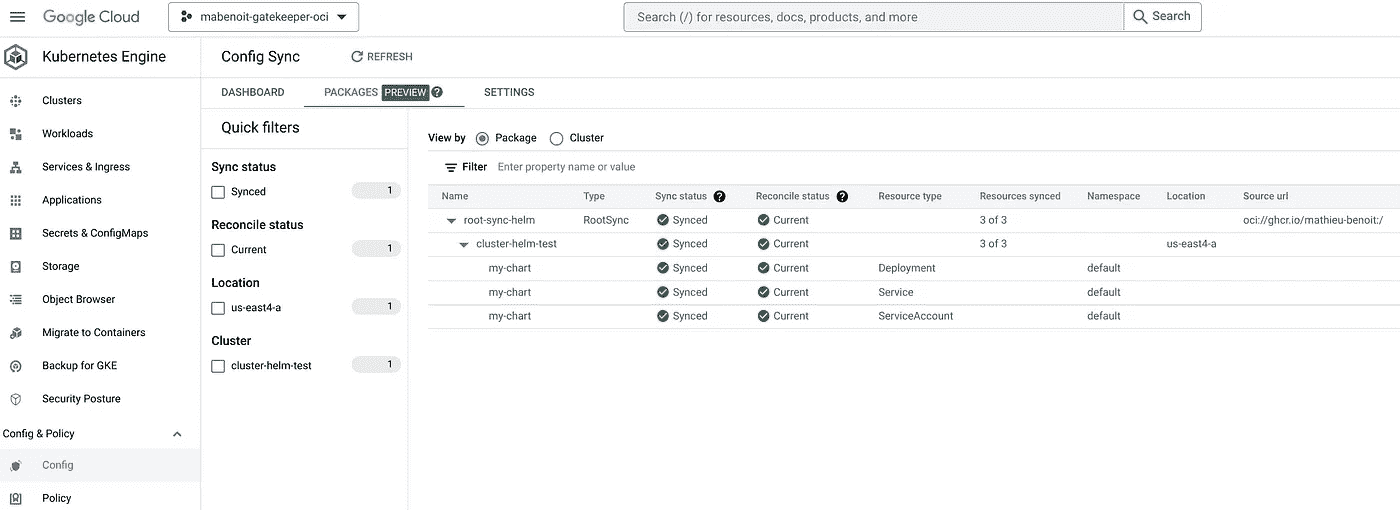 Google Cloud mabenoit-gatekeeper-oci Search (/) for resources, docs, products, and more Search
Kubernetes Engine
Clusters
Workloads
Services & Ingress
Applications
Secrets & ConfigMaps
Storage
Object Browser
Migrate to Containers
Backup for GKE
Security Posture
Config & Policy
Config
Policy
Config Sync REFRESH
DASHBOARD PACKAGES PREVIEW ? SETTINGS
Quick filters
Sync status
Synced 1
Reconcile status
Current 1
Location
us-east4-a 1
Cluster
cluster-helm-test 1
View by Package Cluster
Filter Enter property name or value
Name Type Sync status ? Reconcile status ? Resource type Resources synced Namespace Location Source url
root-sync-helm RootSync Synced Current 3 of 3 oci://ghcr.io/mathieu-benoit:/
cluster-helm-test Synced Current 3 of 3 us-east4-a
my-chart Synced Current Deployment default
my-chart Synced Current Service default
my-chart Synced Current ServiceAccount default